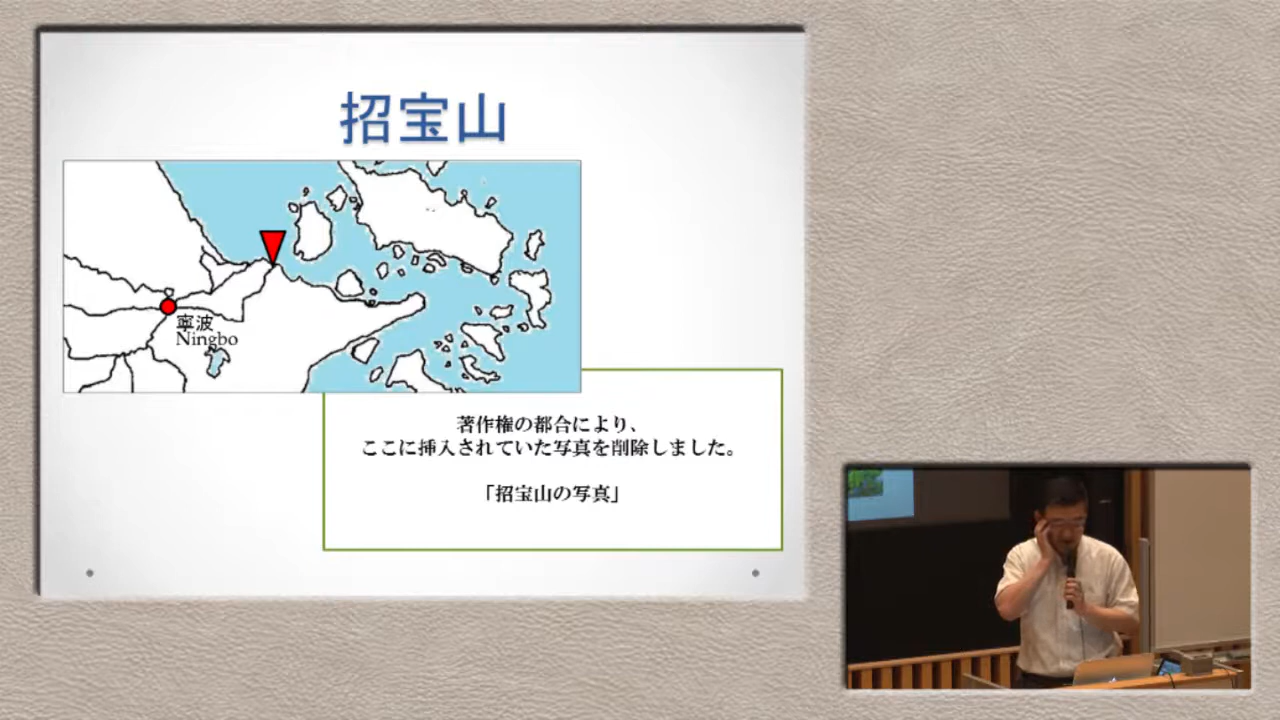 招宝山
寧波
Ningbo
著作権の都合により、
ここに挿入されていた写真を削除しました。
「招宝山の写真」